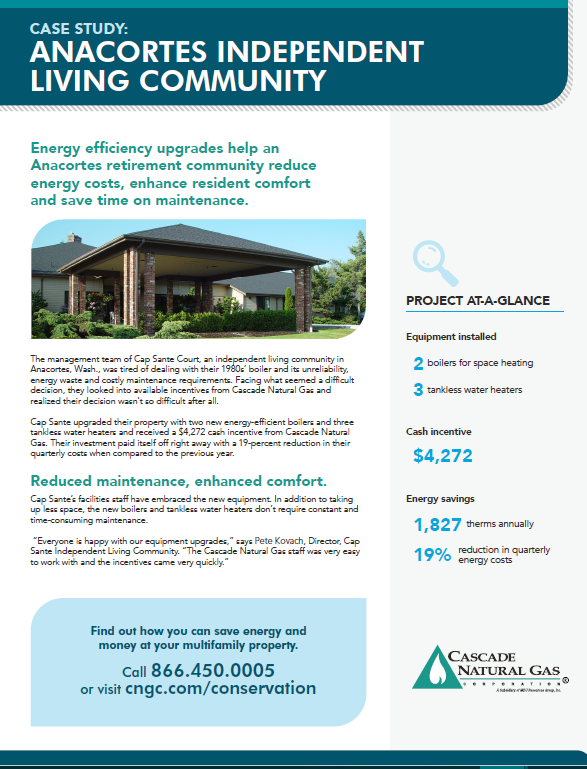 CASE STUDY:
ANACORTES INDEPENDENT
LIVING COMMUNITY
Energy efficiency upgrades help an
Anacortes retirement community reduce
energy costs, enhance resident comfort
and save time on maintenance.
The management team of Cap Sante Court, an independent living community in
Anacortes, Wash., was tired of dealing with their 1980s' boiler and its unreliability,
energy waste and costly maintenance requirements. Facing what seemed a difficult
decision, they looked into available incentives from Cascade Natural Gas and
realized their decision wasn't so difficult after all.
Cap Sante upgraded their property with two new energy-efficient boilers and three
tankless water heaters and received a $4,272 cash incentive from Cascade Natural
Gas. Their investment paid itself off right away with a 19-percent reduction in their
quarterly costs when compared to the previous year.
Reduced maintenance, enhanced comfort.
Cap Sante's facilities staff have embraced the new equipment. In addition to taking
up less space, the new boilers and tankless water heaters don't require constant and
time-consuming maintenance.
"Everyone is happy with our equipment upgrades," says Pete Kovach, Director, Cap
Sante Independent Living Community. "The Cascade Natural Gas staff was very easy
to work with and the incentives came very quickly."
Find out how you can save energy and
money at your multifamily property.
Call 866.450.0005
or visit cngc.com/conservation
PROJECT AT-A-GLANCE
Equipment installed
2 boilers for space heating
3 tankless water heaters
Cash incentive
$4,272
Energy savings
1,827 therms annually
19% reduction in quarterly
energy costs
CASCADE
NATURAL GAS
CORPORATION
A Subsidiary of MDU Resources Group, Inc.